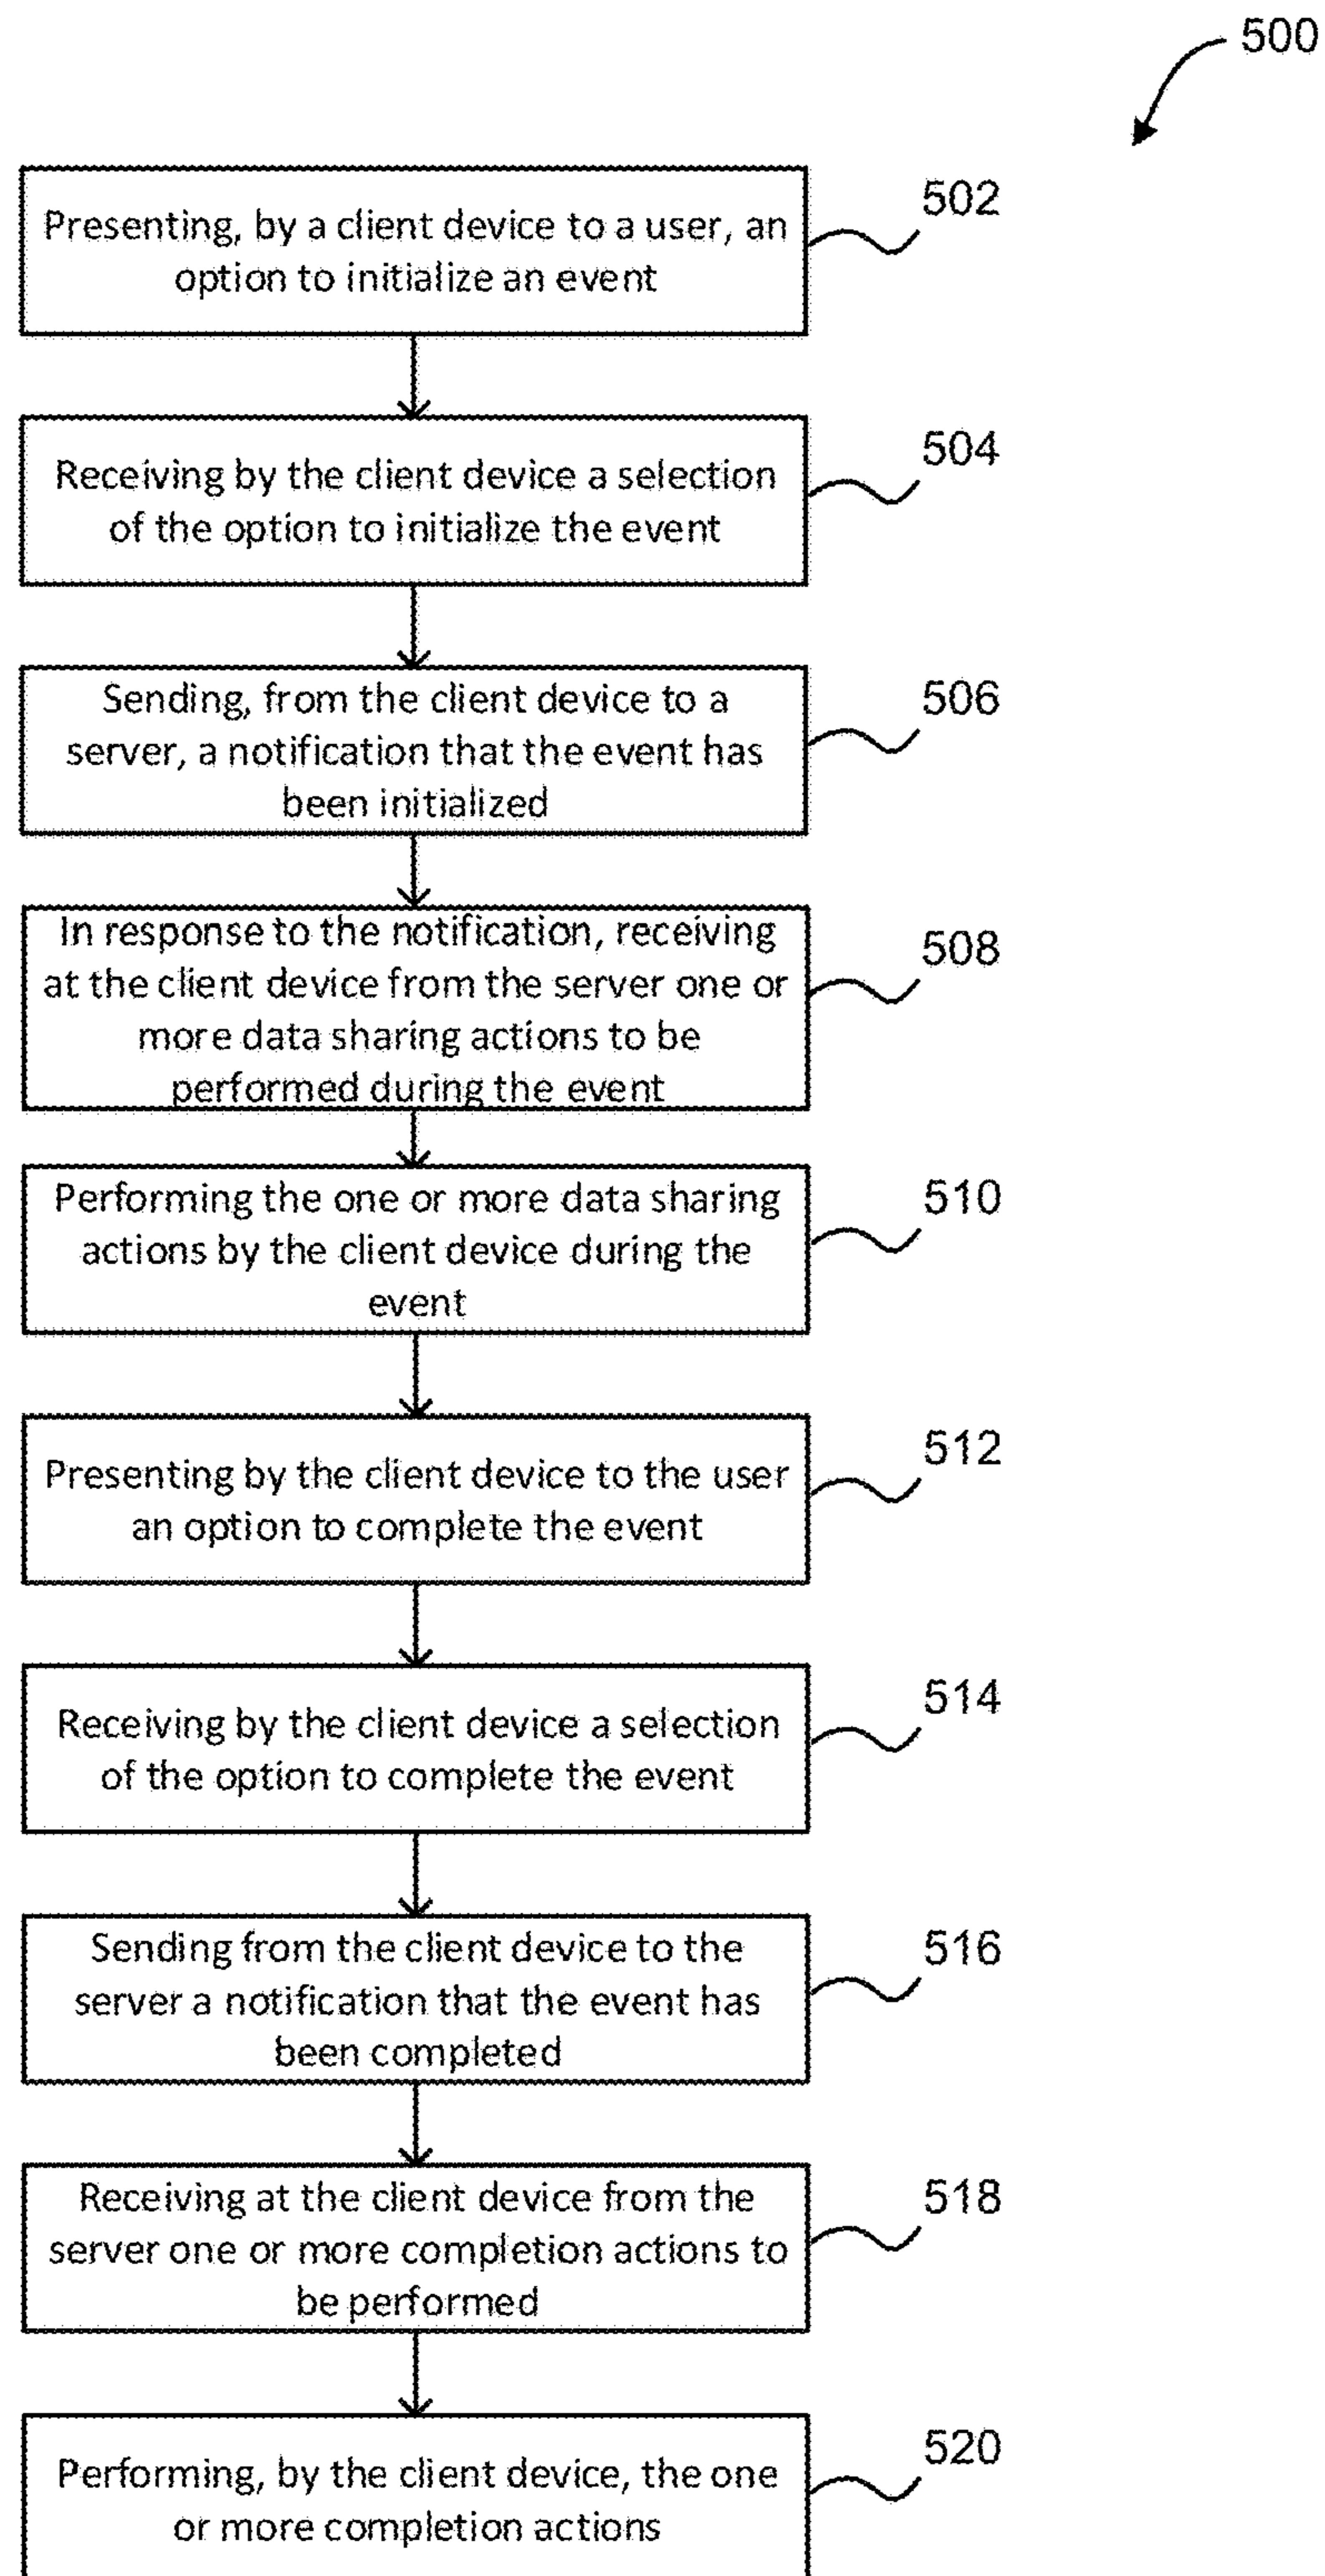 500
Presenting, by a client device to a user, an
option to initialize an event
502
Receiving by the client device a selection
of the option to initialize the event
504
Sending, from the client device to a
server, a notification that the event has
been initialized
506
In response to the notification, receiving
at the client device from the server one or
more data sharing actions to be
performed during the event
508
Performing the one or more data sharing
actions by the client device during the
event
510
Presenting by the client device to the user
an option to complete the event
512
Receiving by the client device a selection
of the option to complete the event
514
Sending from the client device to the
server a notification that the event has
been completed
516
Receiving at the client device from the
server one or more completion actions to
be performed
518
Performing, by the client device, the one
or more completion actions
520